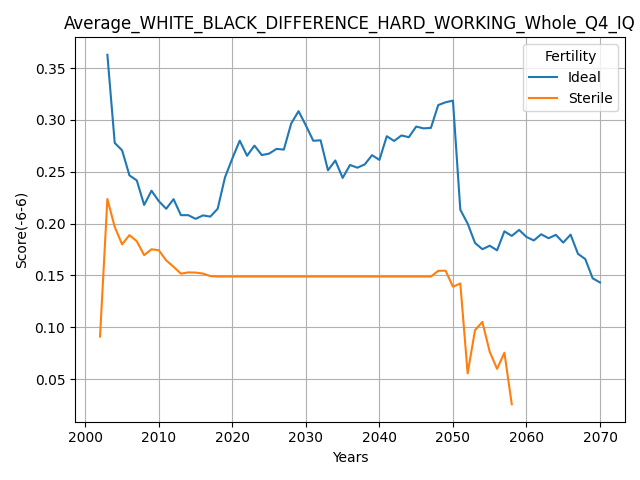 Average_WHITE_BLACK_DIFFERENCE_HARD_WORKING_Whole_Q4_IQ
Fertility
Ideal
Sterile
Score(-6-6)
0.35
0.30
0.25
0.20
0.15
0.10
0.05
2000 2010 2020 2030 2040 2050 2060 2070
Years